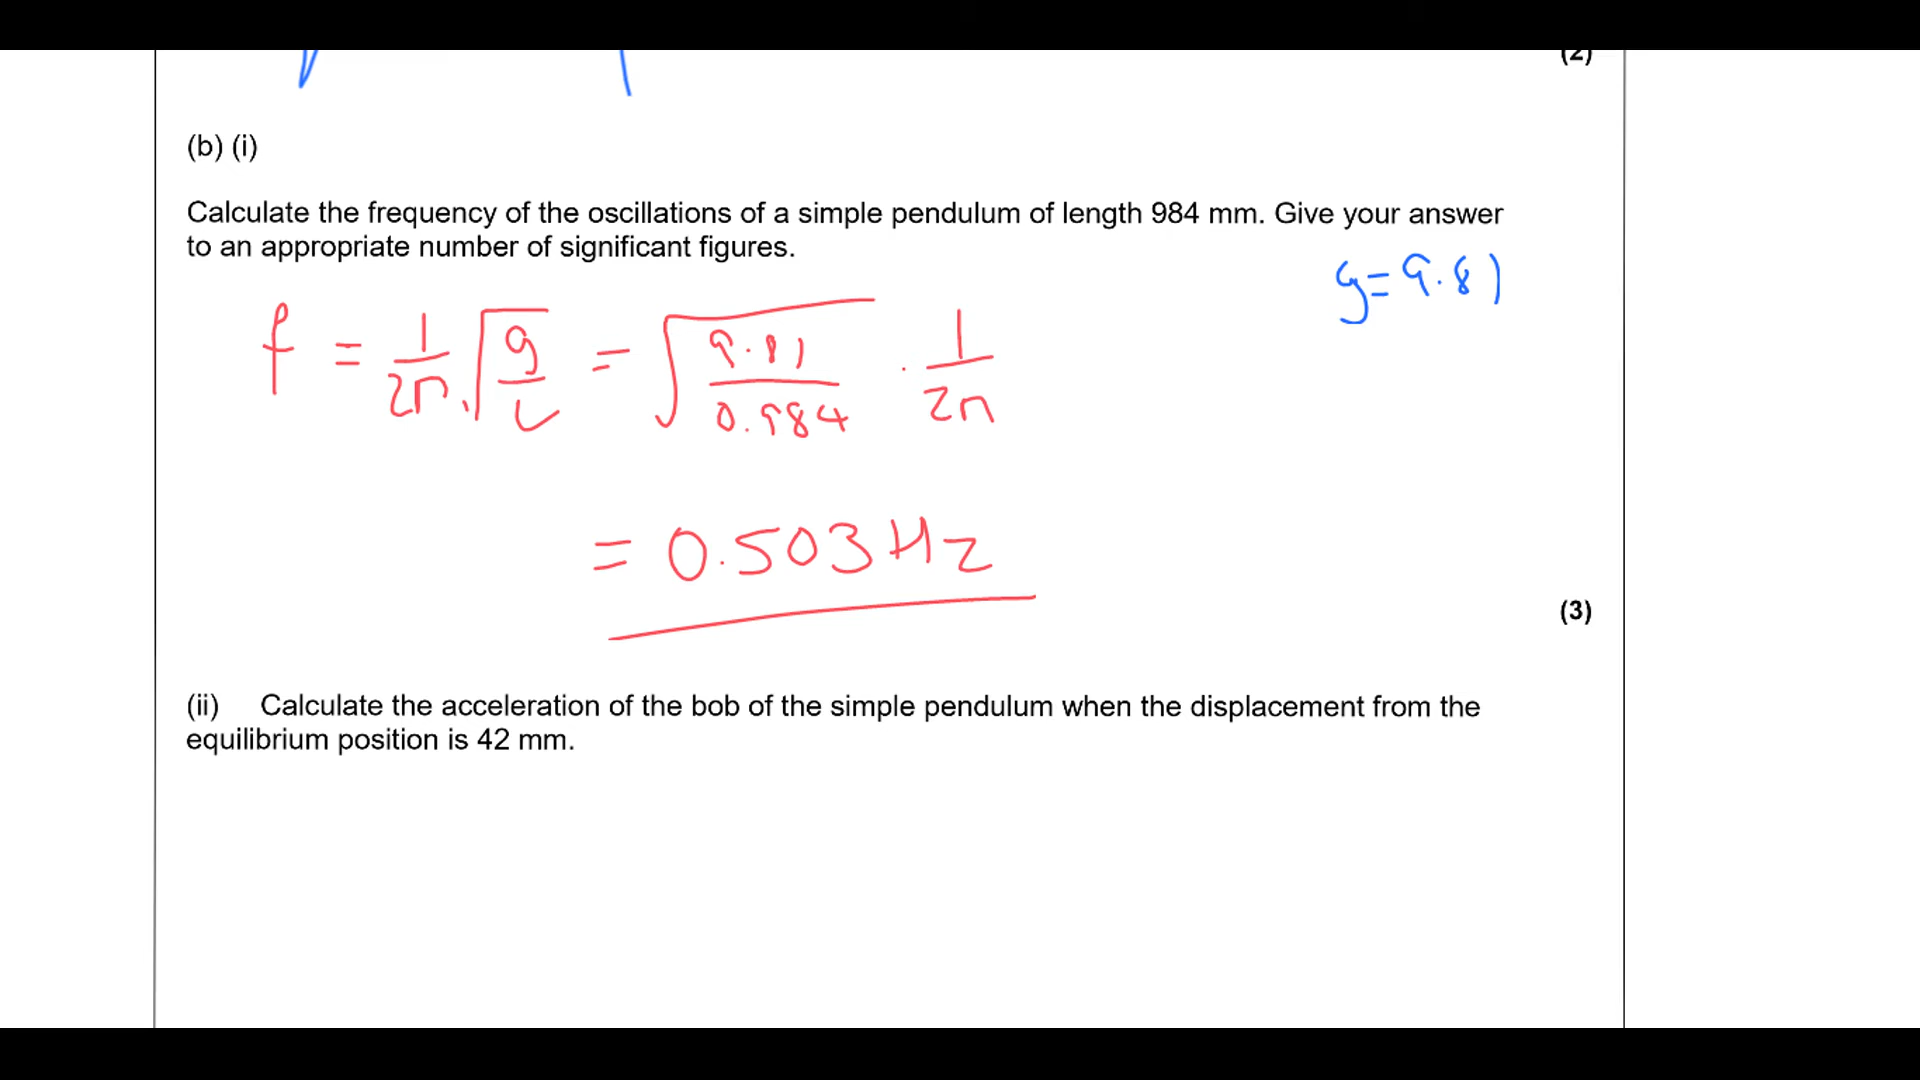 (2)
(b) (i)
Calculate the frequency of the oscillations of a simple pendulum of length 984 mm. Give your answer
to an appropriate number of significant figures.
g = 9.81
f = 1/2π · √(g/L) = √(9.81/0.984) · 1/2π
= 0.503 Hz
(3)
(ii) Calculate the acceleration of the bob of the simple pendulum when the displacement from the
equilibrium position is 42 mm.